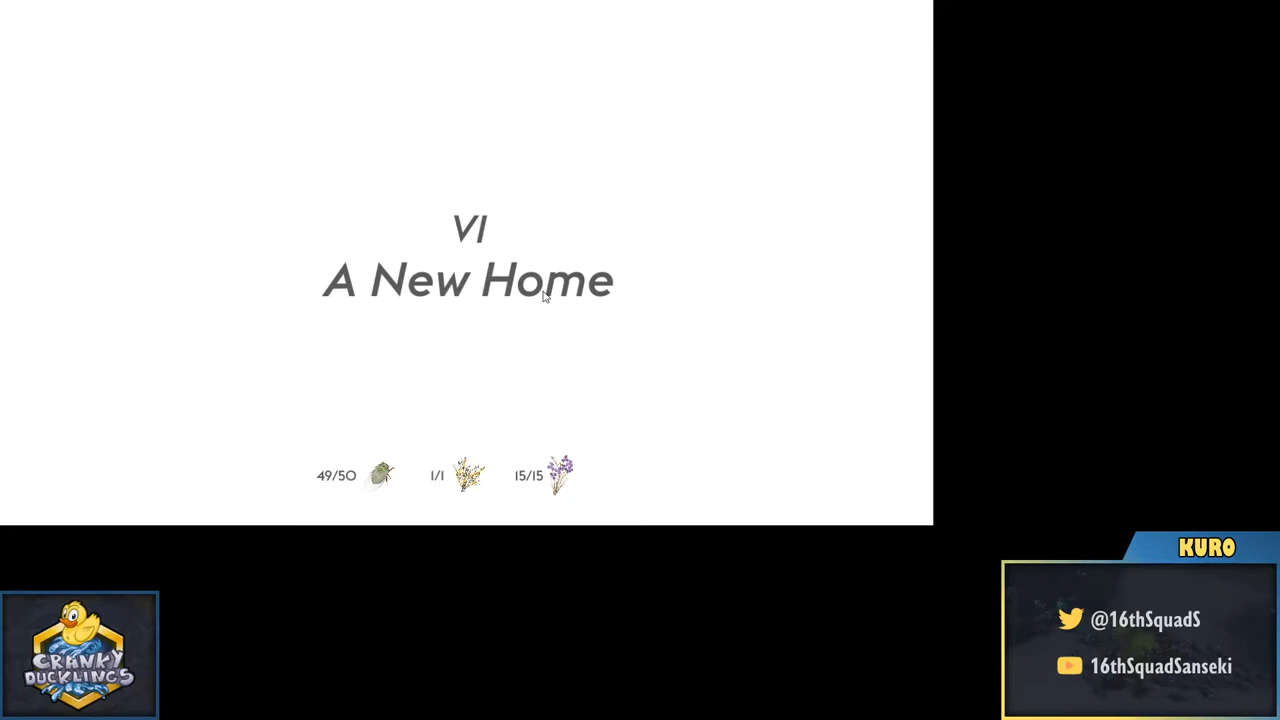 VI
A New Home
49/50
1/1
15/15
KURO
@16thSquadS
16thSquadSanseki
CRANKY
DUCKLINGS